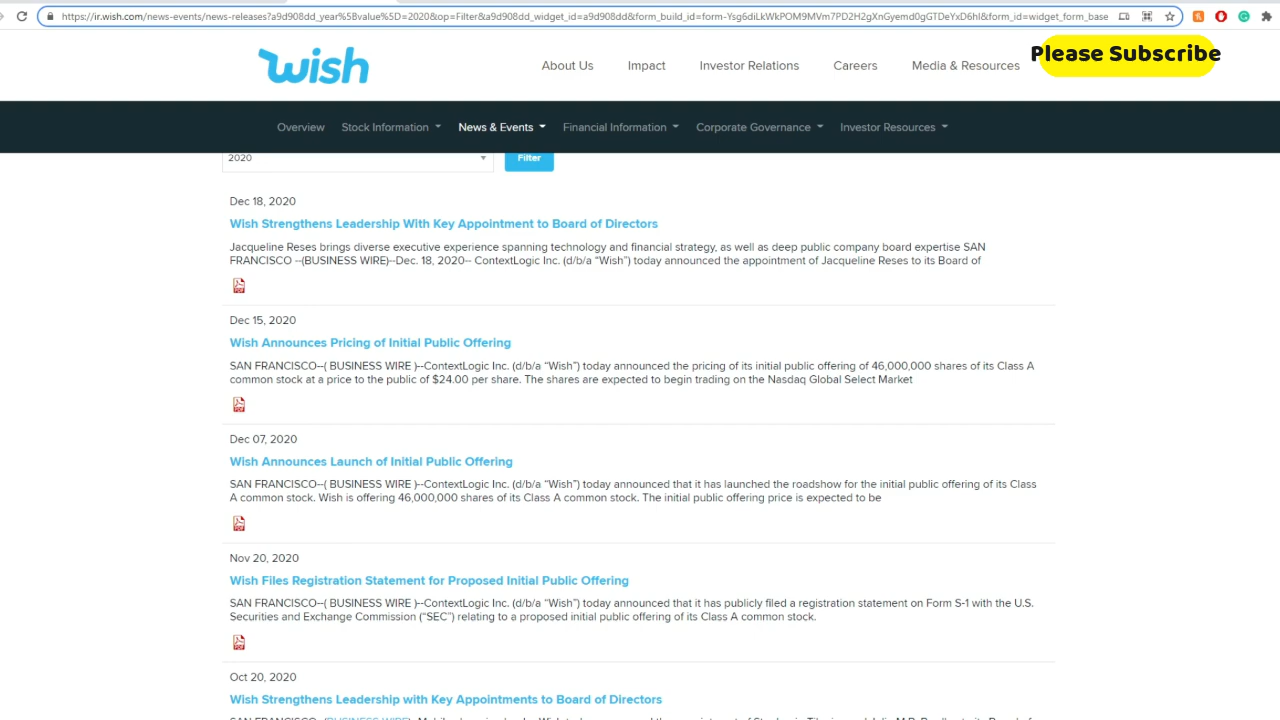 https://ir.wish.com/news-events/news-releases?a9d908dd_year%5Bvalue%5D=2020&op=Filter&a9d908dd_widget_id=a9d908dd&form_build_id=form-Ysg6diLkWkPOM9MVm7PD2H2gXnGyemd0gGTDeYxD6hI&form_id=widget_form_base
wish
About Us Impact Investor Relations Careers Media & Resources
Please Subscribe
Overview Stock Information News & Events Financial Information Corporate Governance Investor Resources
2020 Filter
Dec 18, 2020
Wish Strengthens Leadership With Key Appointment to Board of Directors
Jacqueline Reses brings diverse executive experience spanning technology and financial strategy, as well as deep public company board expertise SAN
FRANCISCO --(BUSINESS WIRE)--Dec. 18, 2020-- ContextLogic Inc. (d/b/a “Wish”) today announced the appointment of Jacqueline Reses to its Board of
Dec 15, 2020
Wish Announces Pricing of Initial Public Offering
SAN FRANCISCO--( BUSINESS WIRE )--ContextLogic Inc. (d/b/a “Wish”) today announced the pricing of its initial public offering of 46,000,000 shares of its Class A
common stock at a price to the public of $24.00 per share. The shares are expected to begin trading on the Nasdaq Global Select Market
Dec 07, 2020
Wish Announces Launch of Initial Public Offering
SAN FRANCISCO--( BUSINESS WIRE )--ContextLogic Inc. (d/b/a “Wish”) today announced that it has launched the roadshow for the initial public offering of its Class
A common stock. Wish is offering 46,000,000 shares of its Class A common stock. The initial public offering price is expected to be
Nov 20, 2020
Wish Files Registration Statement for Proposed Initial Public Offering
SAN FRANCISCO--( BUSINESS WIRE )--ContextLogic Inc. (d/b/a “Wish”) today announced that it has publicly filed a registration statement on Form S-1 with the U.S.
Securities and Exchange Commission (“SEC”) relating to a proposed initial public offering of its Class A common stock.
Oct 20, 2020
Wish Strengthens Leadership with Key Appointments to Board of Directors